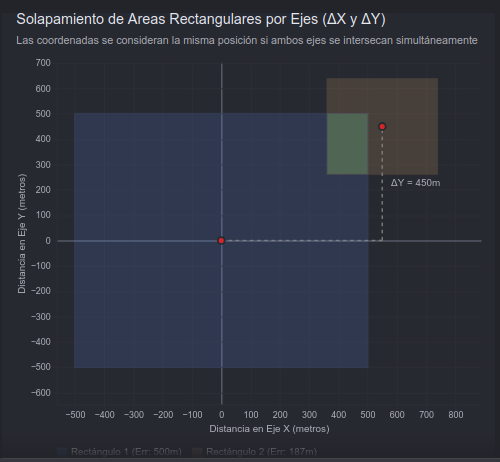 Solapamiento de Areas Rectangulares por Ejes (ΔX y ΔY)
Las coordenadas se consideran la misma posición si ambos ejes se intersecan simultáneamente
700
600
500
400
300
200
100
0
−100
−200
−300
−400
−500
−600
Distancia en Eje Y (metros)
ΔY = 450m
−500 −400 −300 −200 −100 0 100 200 300 400 500 600 700 800
Distancia en Eje X (metros)
Rectángulo 1 (Err: 500m) Rectángulo 2 (Err: 187m)